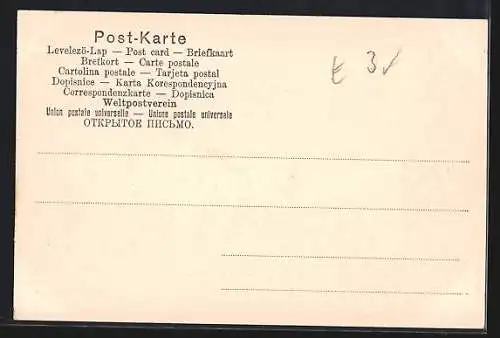 Post-Karte
Levelezö-Lap — Post card — Briefkaart
Brefkort — Carte postale
Cartolina postale — Tarjeta postal
Dopisnice — Karta Korespondencyjna
Correspondenzkarte — Dopisnica
Weltpostverein
Union postale universelle — Unione postale universale
ОТКРЫТОЕ ПИСЬМО.
t 3